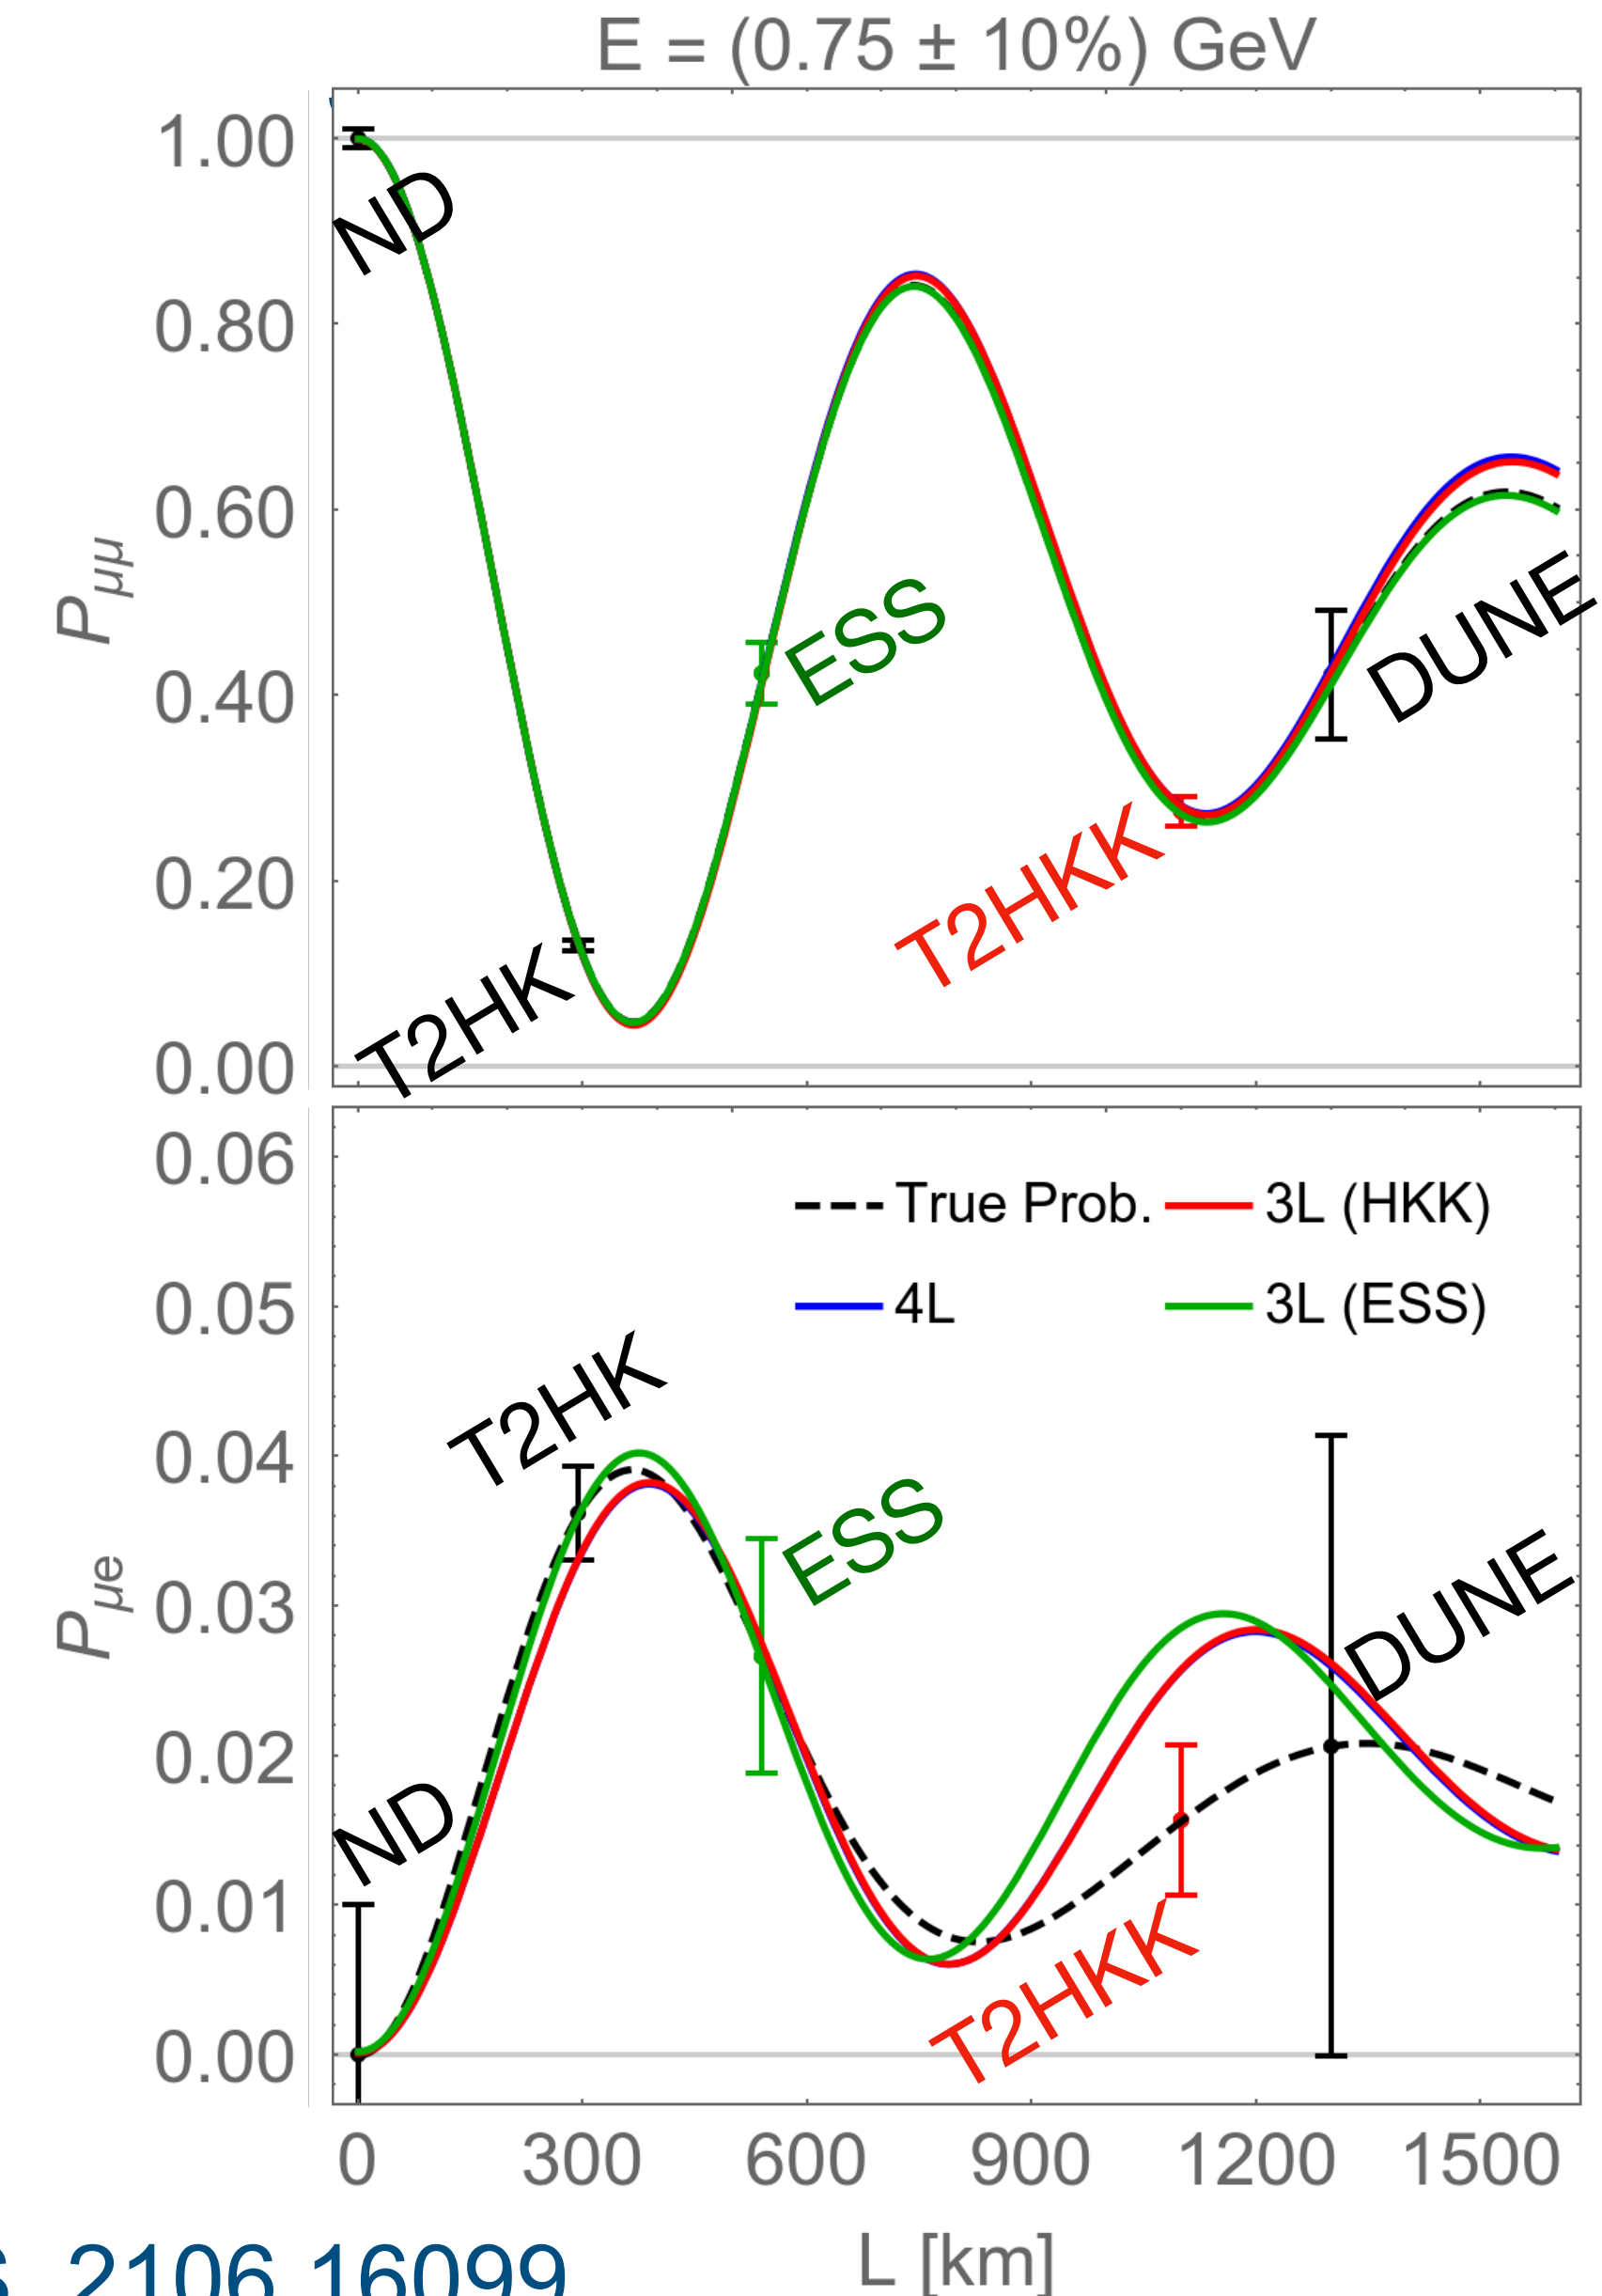 E = (0.75 ± 10%) GeV
1.00
ND
0.80
0.60
Pμμ
ESS
DUNE
0.40
T2HKK
0.20
T2HK
0.00
0.06
True Prob.
3L (HKK)
0.05
4L
3L (ESS)
T2HK
0.04
ESS
DUNE
Pμe
0.03
0.02
ND
0.01
T2HKK
0.00
0 300 600 900 1200 1500
L [km]
2106.16099